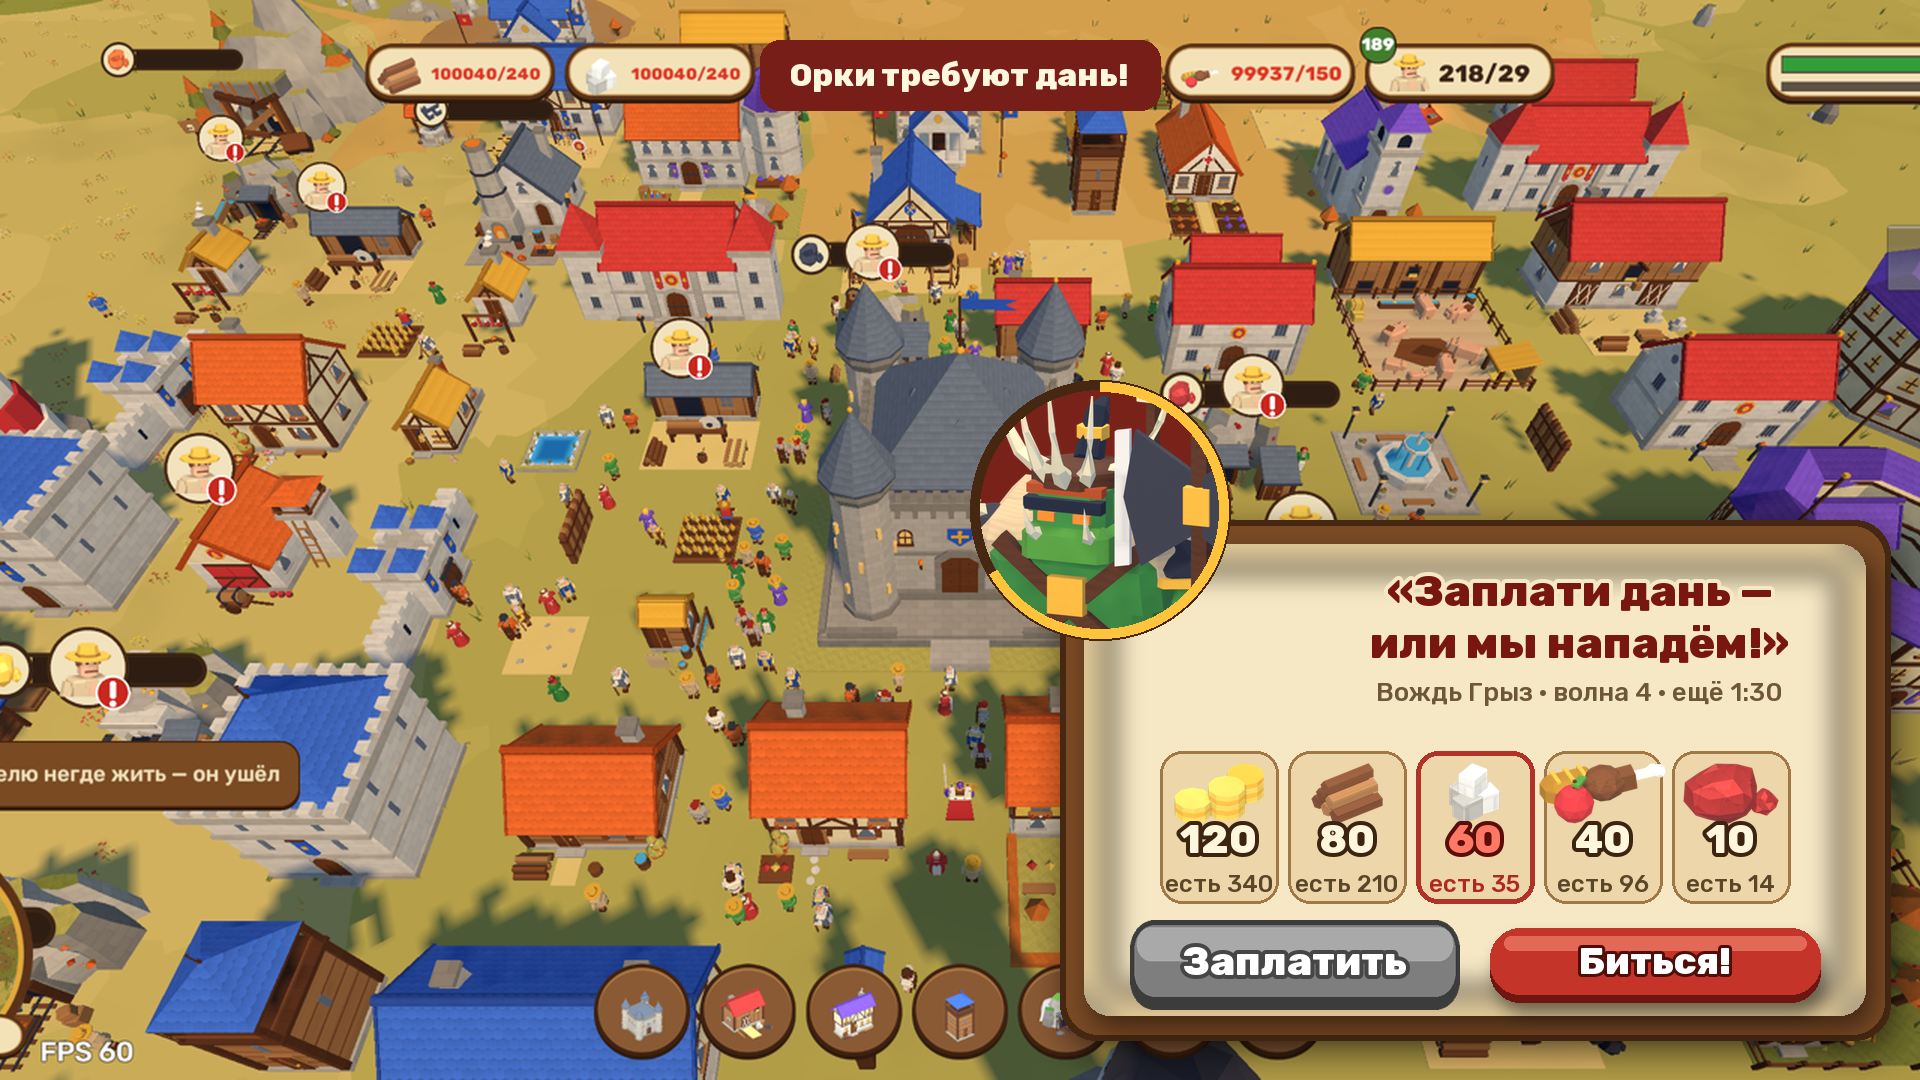 100040/240
100040/240
Орки требуют дань!
99937/150
189
218/29
«Заплати дань —
или мы нападём!»
Вождь Грыз • волна 4 • ещё 1:30
120
80
60
40
10
есть 340
есть 210
есть 35
есть 96
есть 14
Заплатить
Биться!
негде жить — он ушёл
FPS 60